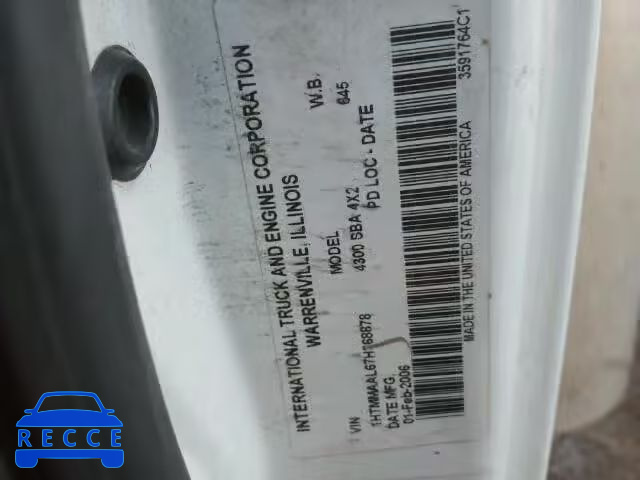 INTERNATIONAL TRUCK AND ENGINE CORPORATION
WARRENVILLE, ILLINOIS
MODEL W.B.
4300 SBA 4X2 645
PD LOC - DATE
VIN
DATE MFG.
01-Feb-2006
MADE IN THE UNITED STATES OF AMERICA 3591764C1
RECCE